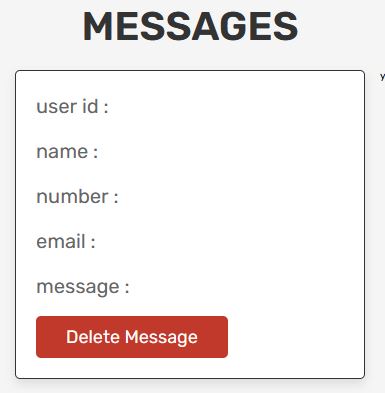 MESSAGES
user id :
name :
number :
email :
message :
Delete Message
y